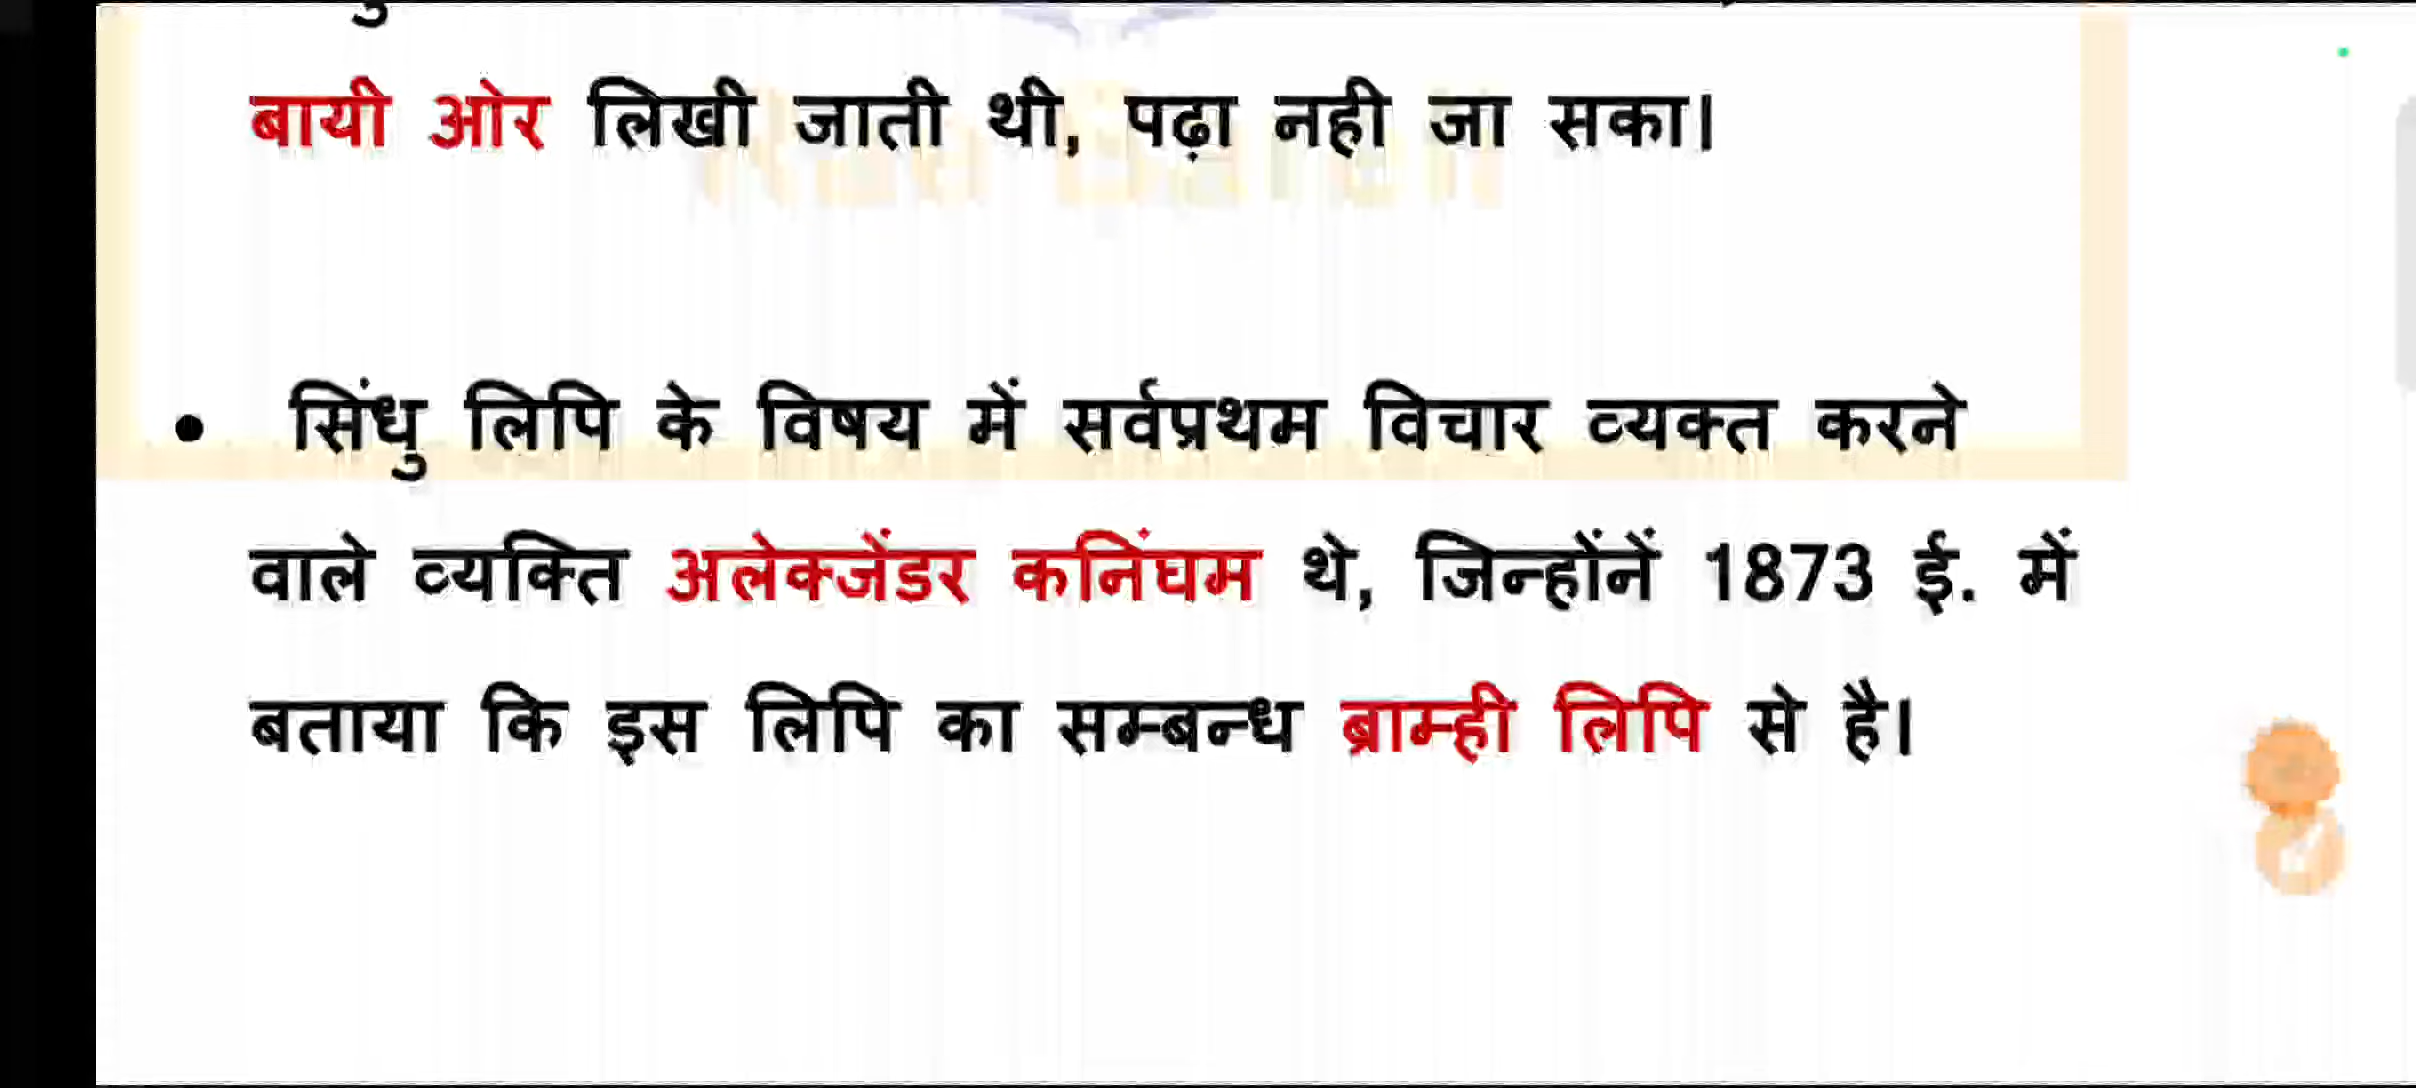 बायी ओर लिखी जाती थी, पढ़ा नही जा सका।
• सिंधु लिपि के विषय में सर्वप्रथम विचार व्यक्त करने
वाले व्यक्ति अलेक्जेंडर कनिंघम थे, जिन्होंनें 1873 ई. में
बताया कि इस लिपि का सम्बन्ध ब्राम्ही लिपि से है।